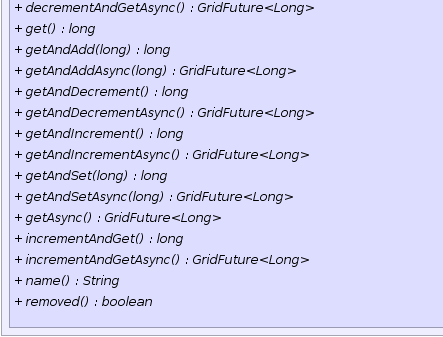 + decrementAndGetAsync() : GridFuture<Long>
+ get() : long
+ getAndAdd(long) : long
+ getAndAddAsync(long) : GridFuture<Long>
+ getAndDecrement() : long
+ getAndDecrementAsync() : GridFuture<Long>
+ getAndIncrement() : long
+ getAndIncrementAsync() : GridFuture<Long>
+ getAndSet(long) : long
+ getAndSetAsync(long) : GridFuture<Long>
+ getAsync() : GridFuture<Long>
+ incrementAndGet() : long
+ incrementAndGetAsync() : GridFuture<Long>
+ name() : String
+ removed() : boolean